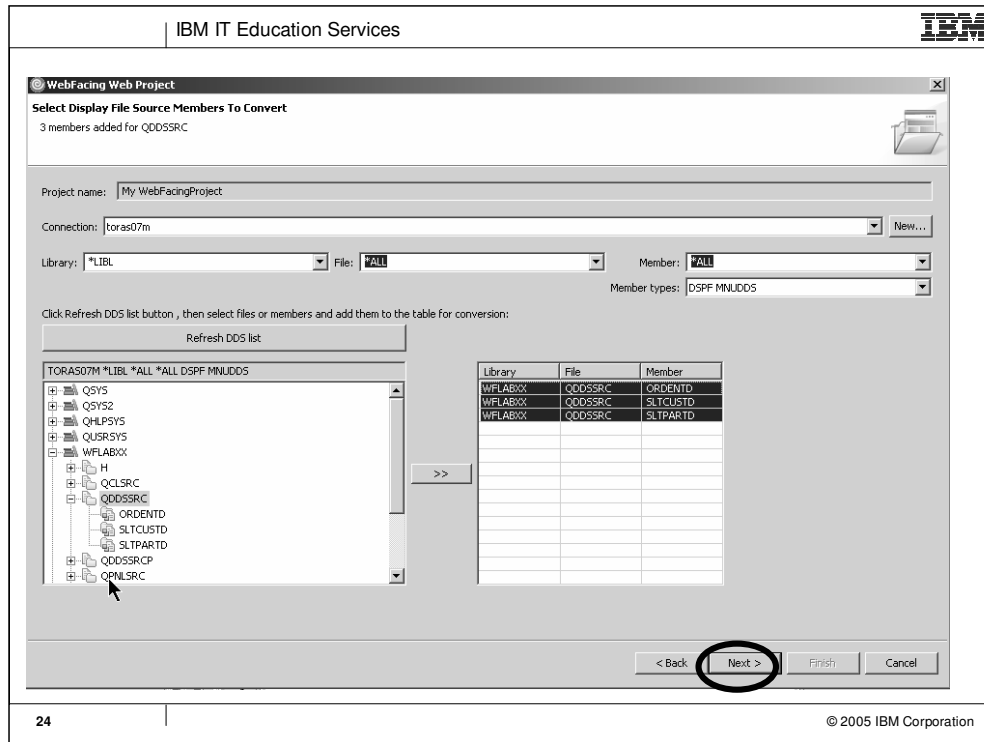 IBM IT Education Services
IBM
WebFacing Web Project
Select Display File Source Members To Convert
3 members added for QDDSSRC
Project name: My WebFacingProject
Connection: toras07m New...
Library: *LIBL File: *ALL Member: *ALL
Member types: DSPF MNUDDS
Click Refresh DDS list button , then select files or members and add them to the table for conversion:
Refresh DDS list
TORAS07M *LIBL *ALL *ALL DSPF MNUDDS
QSYS
QSYS2
QHLPSYS
QUSRSYS
WFLABXX
H
QCLSRC
QDDSSRC
ORDENTD
SLTCUSTD
SLTPARTD
QDDSSRCP
QPNLSRC
>>
Library File Member
WFLABXX QDDSSRC ORDENTD
WFLABXX QDDSSRC SLTCUSTD
WFLABXX QDDSSRC SLTPARTD
< Back Next > Finish Cancel
24 © 2005 IBM Corporation